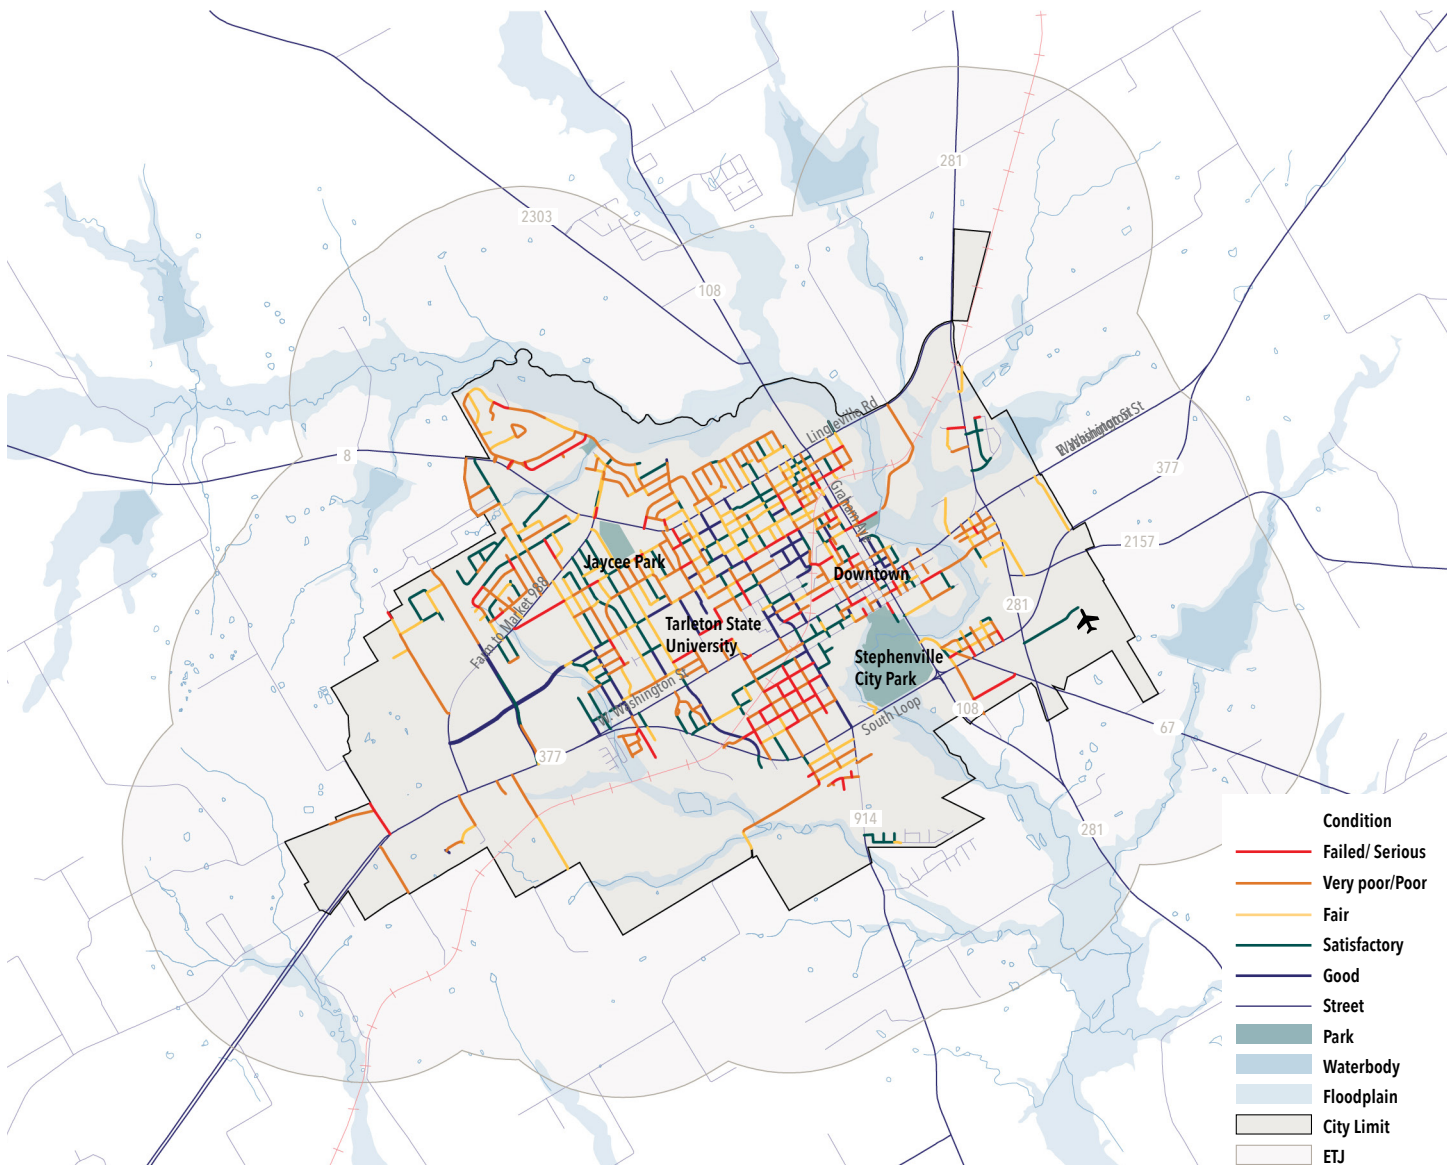 281
2303
108
Lingleville Rd
E. Washington St
377
8
Graham Ave
2157
Jaycee Park
Downtown
Farm to Market 988
281
Tarleton State
University
Stephenville
City Park
W. Washington St
South Loop
108
67
377
914
281
Condition
Failed/ Serious
Very poor/Poor
Fair
Satisfactory
Good
Street
Park
Waterbody
Floodplain
City Limit
ETJ